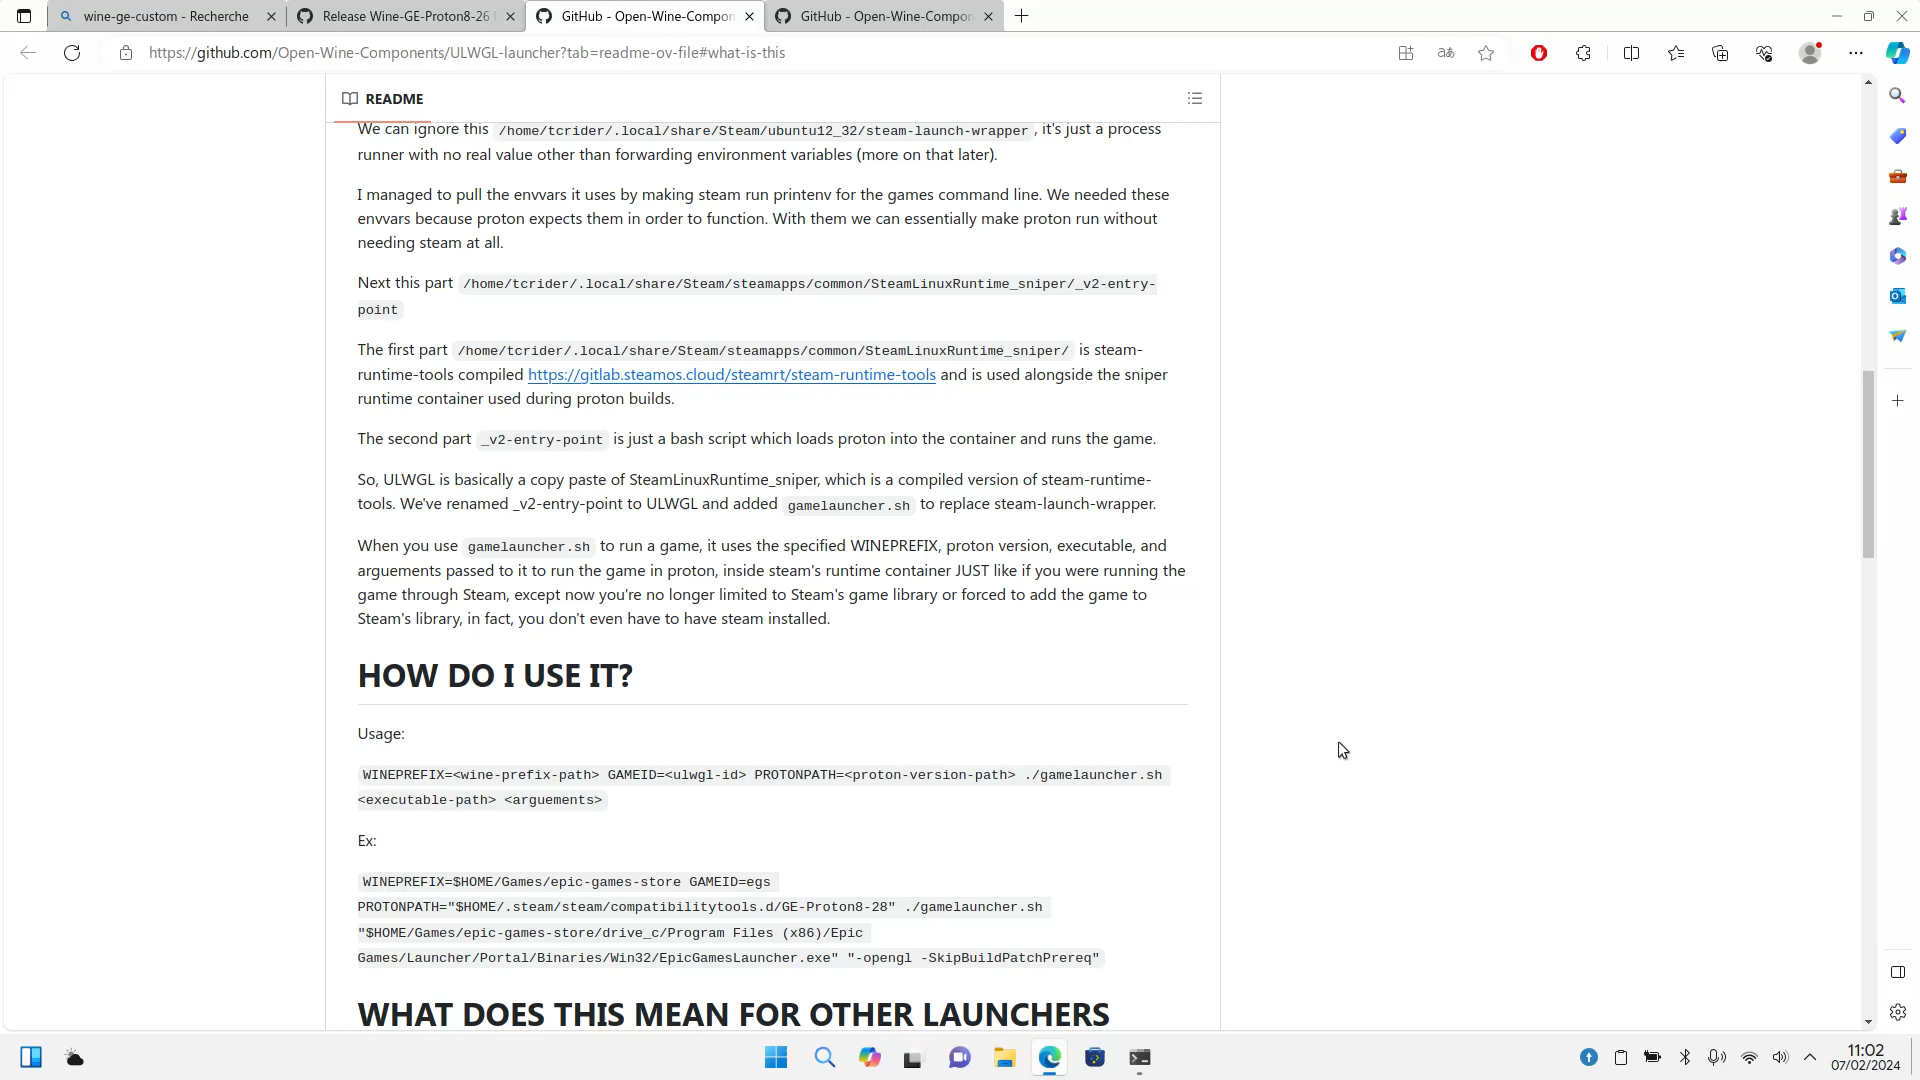 wine-ge-custom - Recherche
Release Wine-GE-Proton8-26
GitHub - Open-Wine-Compon
GitHub - Open-Wine-Compon
https://github.com/Open-Wine-Components/ULWGL-launcher?tab=readme-ov-file#what-is-this
README
We can ignore this /home/tcrider/.local/share/Steam/ubuntu12_32/steam-launch-wrapper , it's just a process
runner with no real value other than forwarding environment variables (more on that later).
I managed to pull the envvars it uses by making steam run printenv for the games command line. We needed these
envvars because proton expects them in order to function. With them we can essentially make proton run without
needing steam at all.
Next this part /home/tcrider/.local/share/Steam/steamapps/common/SteamLinuxRuntime_sniper/_v2-entry-
point
The first part /home/tcrider/.local/share/Steam/steamapps/common/SteamLinuxRuntime_sniper/ is steam-
runtime-tools compiled https://gitlab.steamos.cloud/steamrt/steam-runtime-tools and is used alongside the sniper
runtime container used during proton builds.
The second part _v2-entry-point is just a bash script which loads proton into the container and runs the game.
So, ULWGL is basically a copy paste of SteamLinuxRuntime_sniper, which is a compiled version of steam-runtime-
tools. We've renamed _v2-entry-point to ULWGL and added gamelauncher.sh to replace steam-launch-wrapper.
When you use gamelauncher.sh to run a game, it uses the specified WINEPREFIX, proton version, executable, and
arguements passed to it to run the game in proton, inside steam's runtime container JUST like if you were running the
game through Steam, except now you're no longer limited to Steam's game library or forced to add the game to
Steam's library, in fact, you don't even have to have steam installed.
HOW DO I USE IT?
Usage:
WINEPREFIX=<wine-prefix-path> GAMEID=<ulwgl-id> PROTONPATH=<proton-version-path> ./gamelauncher.sh
<executable-path> <arguements>
Ex:
WINEPREFIX=$HOME/Games/epic-games-store GAMEID=egs
PROTONPATH="$HOME/.steam/steam/compatibilitytools.d/GE-Proton8-28" ./gamelauncher.sh
"$HOME/Games/epic-games-store/drive_c/Program Files (x86)/Epic
Games/Launcher/Portal/Binaries/Win32/EpicGamesLauncher.exe" "-opengl -SkipBuildPatchPrereq"
WHAT DOES THIS MEAN FOR OTHER LAUNCHERS
11:02
07/02/2024